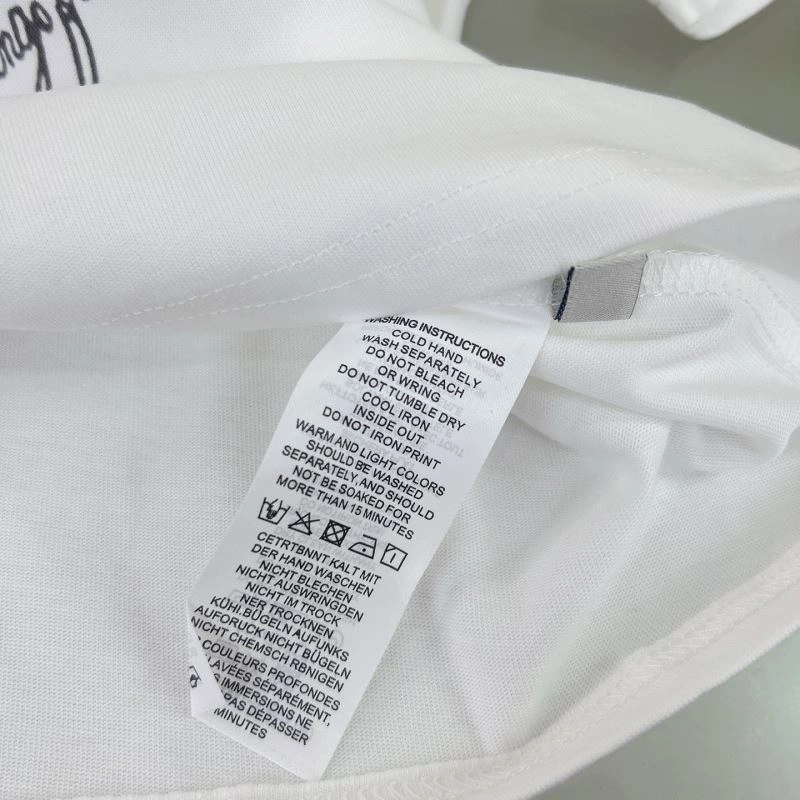 ngo
WASHING INSTRUCTIONS
COLD HAND
WASH SEPARATELY
DO NOT BLEACH
OR WRING
DO NOT TUMBLE DRY
COOL IRON
INSIDE OUT
DO NOT IRON PRINT
WARM AND LIGHT COLORS
SHOULD BE WASHED
SEPARATELY, AND SHOULD
NOT BE SOAKED FOR
MORE THAN 15 MINUTES
CETRTBNNT KALT MIT
DER HAND WASCHEN
NICHT BLECHEN
NICHT AUSWRINGDEN
NICHT IM TROCK
NER TROCKNEN
KÜHL.BÜGELN AUFUNKS
AUFORUCK NICHT BÜGELN
NICHT CHEMSCH RBNIGEN
COULEURS PROFONDES
LAVÉES SÉPARÉMENT,
S IMMERSIONS NE
PAS DÉPASSER
MINUTES